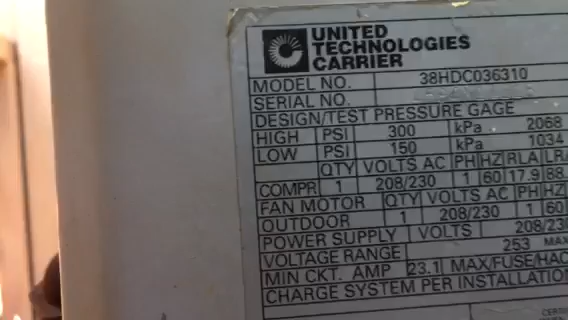 UNITED
TECHNOLOGIES
CARRIER
MODEL NO. 38HDC036310
SERIAL NO.
DESIGN/TEST PRESSURE GAGE
HIGH PSI 300 kPa 2068
LOW PSI 150 kPa 1034
QTY VOLTS AC PH HZ RLA LRA
COMPR 1 208/230 1 60 17.9 88.
FAN MOTOR QTY VOLTS AC PH HZ
OUTDOOR 1 208/230 1 60
POWER SUPPLY VOLTS 208/230
VOLTAGE RANGE 253 MAX
MIN CKT. AMP 23.1 MAX/FUSE/HAC
CHARGE SYSTEM PER INSTALLATION